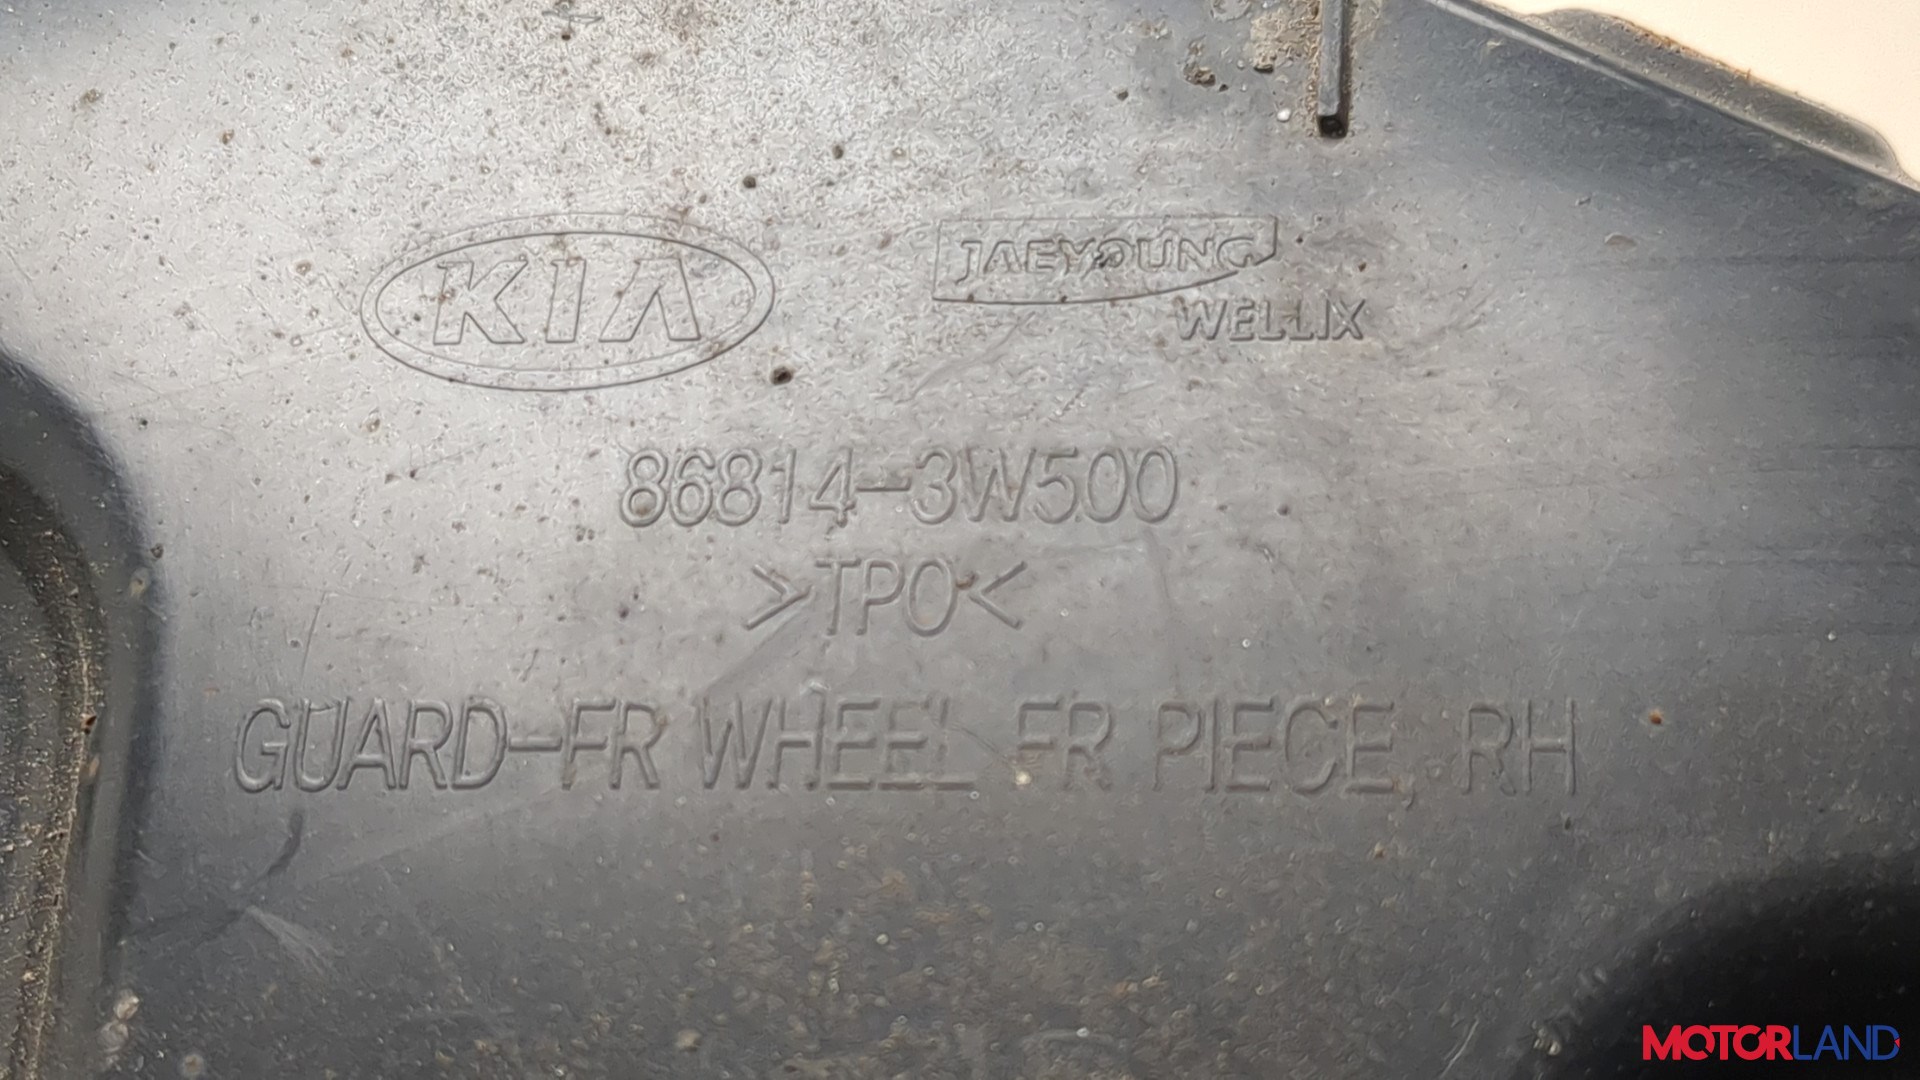 KIA
JAEYOUNG
WELLIX
86814-3W500
>TPO<
GUARD-FR WHEEL FR PIECE, RH
MOTORLAND